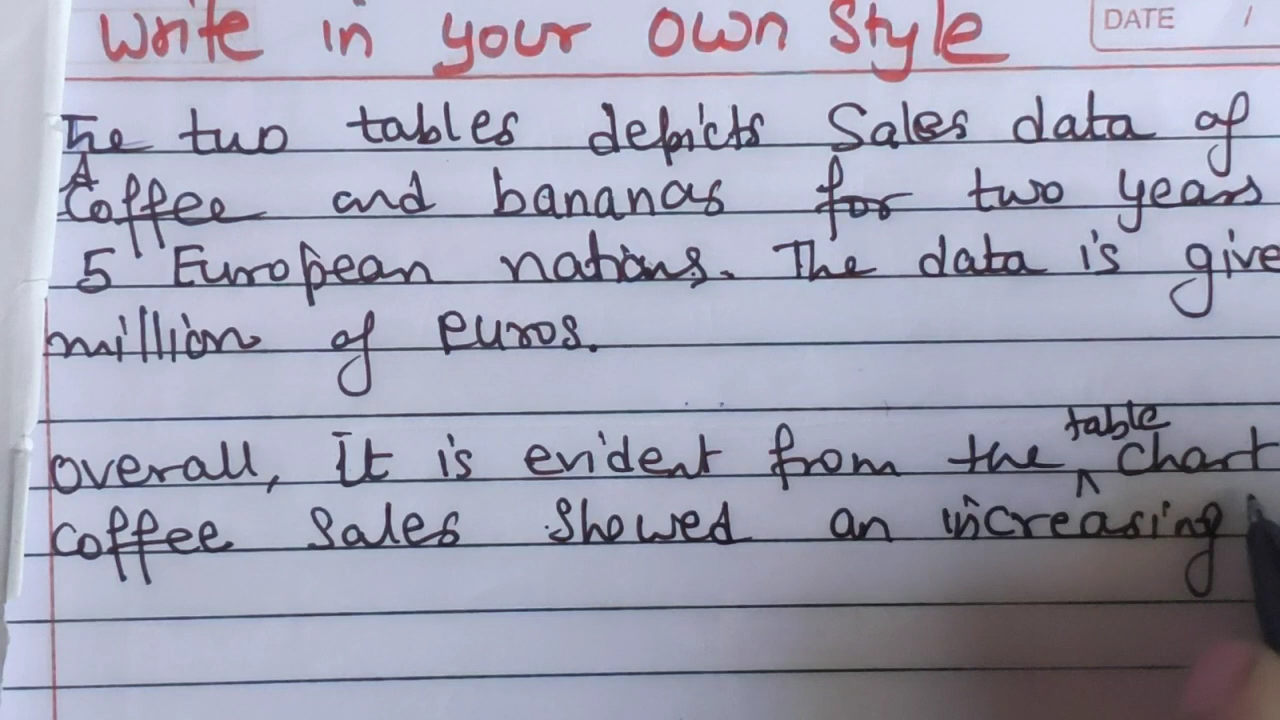 Write in your own Style
DATE /
The two tables depicts Sales data of
Coffee and bananas for two years
5 European nations. The data is give
million of euros.
table
overall, It is evident from the ^ Chart
coffee Sales Showed an increasing